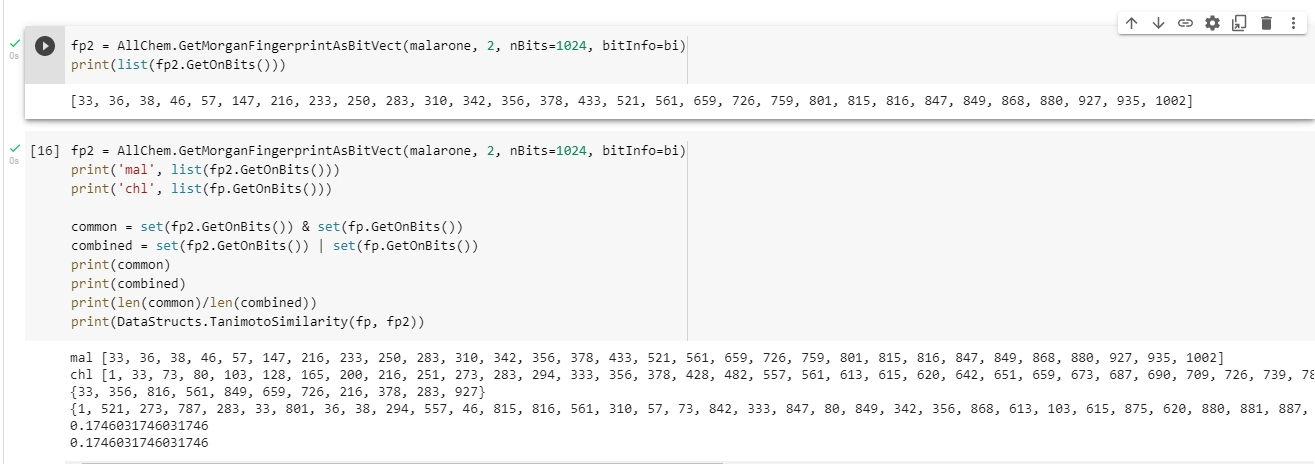 fp2 = AllChem.GetMorganFingerprintAsBitVect(malarone, 2, nBits=1024, bitInfo=bi)
0s
print(list(fp2.GetOnBits()))
[33, 36, 38, 46, 57, 147, 216, 233, 250, 283, 310, 342, 356, 378, 433, 521, 561, 659, 726, 759, 801, 815, 816, 847, 849, 868, 880, 927, 935, 1002]
[16] fp2 = AllChem.GetMorganFingerprintAsBitVect(malarone, 2, nBits=1024, bitInfo=bi)
0s
print('mal', list(fp2.GetOnBits()))
print('chl', list(fp.GetOnBits()))
common = set(fp2.GetOnBits()) & set(fp.GetOnBits())
combined = set(fp2.GetOnBits()) | set(fp.GetOnBits())
print(common)
print(combined)
print(len(common)/len(combined))
print(DataStructs.TanimotoSimilarity(fp, fp2))
mal [33, 36, 38, 46, 57, 147, 216, 233, 250, 283, 310, 342, 356, 378, 433, 521, 561, 659, 726, 759, 801, 815, 816, 847, 849, 868, 880, 927, 935, 1002]
chl [1, 33, 73, 80, 103, 128, 165, 200, 216, 251, 273, 283, 294, 333, 356, 378, 428, 482, 557, 561, 613, 615, 620, 642, 651, 659, 673, 687, 690, 709, 726, 739, 78
{33, 356, 816, 561, 849, 659, 726, 216, 378, 283, 927}
{1, 521, 273, 787, 283, 33, 801, 36, 38, 294, 557, 46, 815, 816, 561, 310, 57, 73, 842, 333, 847, 80, 849, 342, 356, 868, 613, 103, 615, 875, 620, 880, 881, 887,
0.1746031746031746
0.1746031746031746